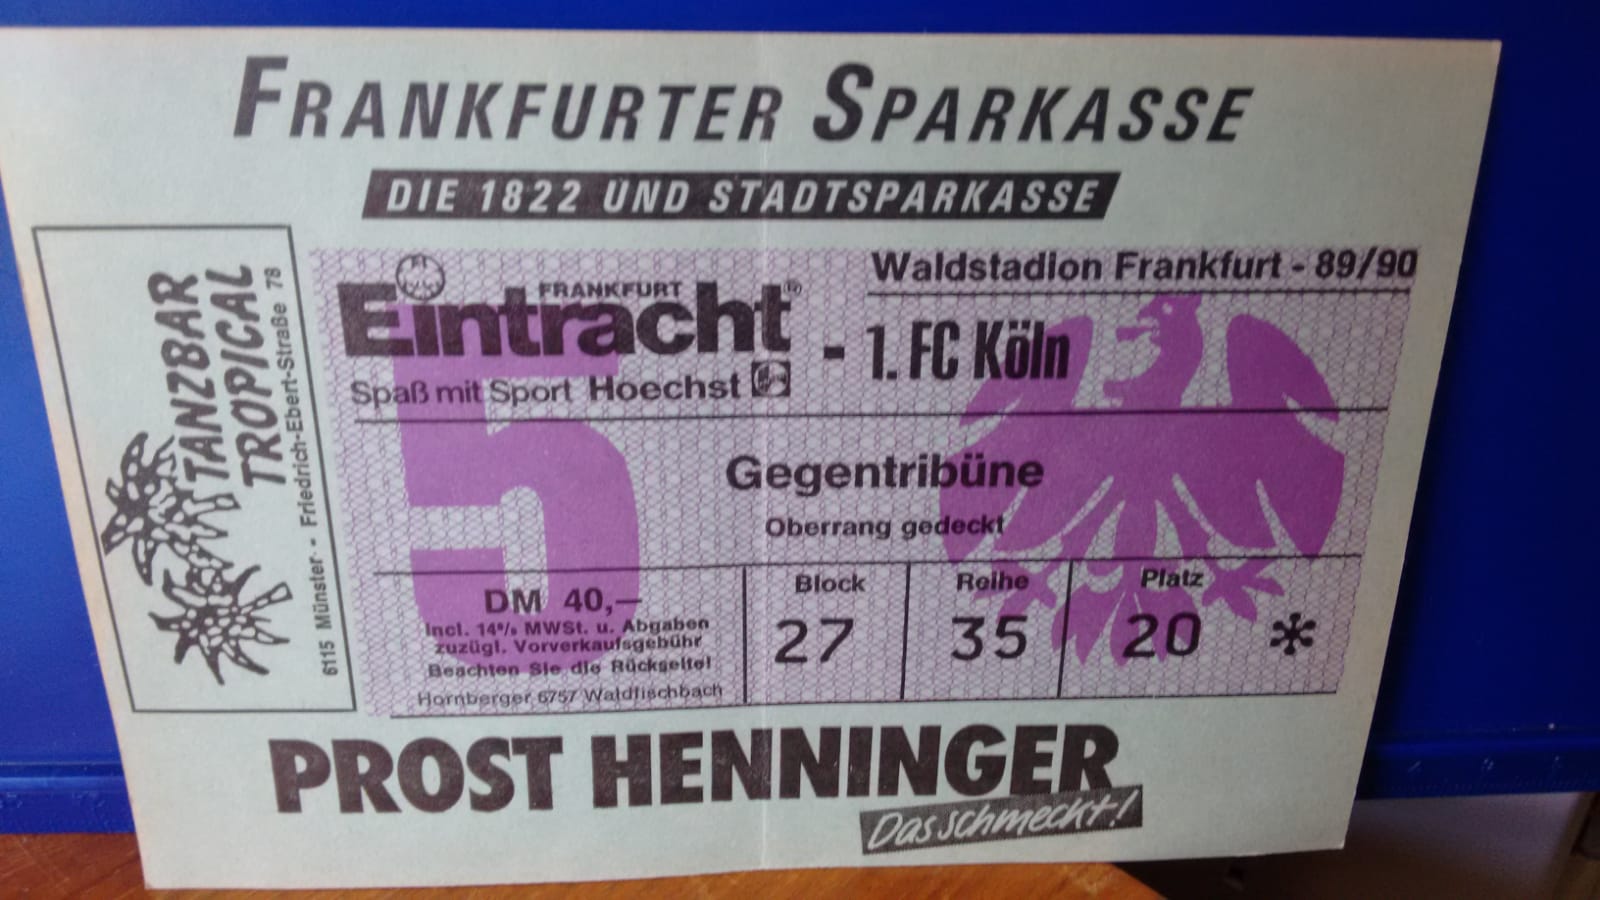 FRANKFURTER SPARKASSE
DIE 1822 UND STADTSPARKASSE
TANZBAR
TROPICAL
6115 Münster - Friedrich-Ebert-Straße 78
Waldstadion Frankfurt - 89/90
FRANKFURT
Eintracht® - 1. FC Köln
Spaß mit Sport Hoechst
5
Gegentribüne
Oberrang gedeckt
DM 40,—
Incl. 14% MWSt. u. Abgaben
zuzügl. Vorverkaufsgebühr
Beachten Sie die Rückseite!
Hornberger 6757 Waldfischbach
Block Reihe Platz
27 35 20 *
PROST HENNINGER
Das schmeckt!